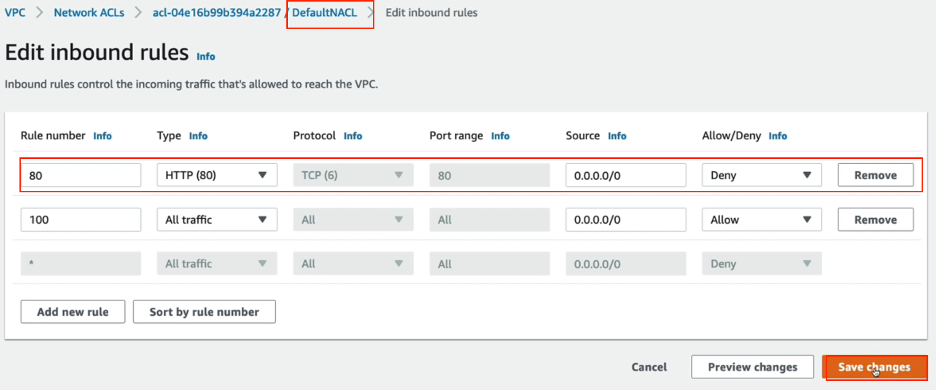 VPC > Network ACLs > acl-04e16b99b394a2287 / DefaultNACL > Edit inbound rules
Edit inbound rules Info
Inbound rules control the incoming traffic that's allowed to reach the VPC.
Rule number Info Type Info Protocol Info Port range Info Source Info Allow/Deny Info
80 HTTP (80) TCP (6) 80 0.0.0.0/0 Deny Remove
100 All traffic All All 0.0.0.0/0 Allow Remove
* All traffic All All 0.0.0.0/0 Deny
Add new rule Sort by rule number
Cancel Preview changes Save changes